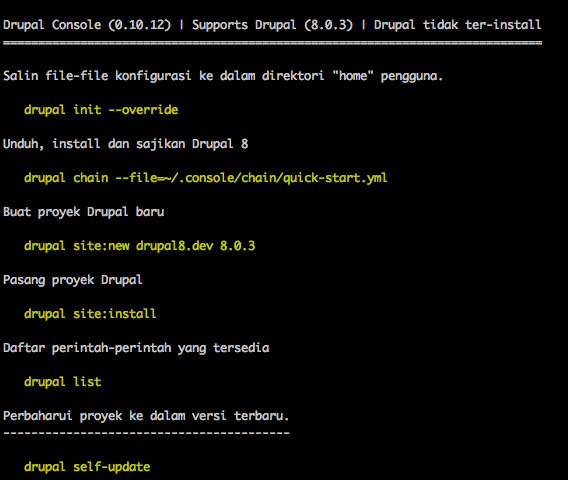 Drupal Console (0.10.12) | Supports Drupal (8.0.3) | Drupal tidak ter-install
=============================================================================
Salin file-file konfigurasi ke dalam direktori "home" pengguna.
drupal init --override
Unduh, install dan sajikan Drupal 8
drupal chain --file=~/.console/chain/quick-start.yml
Buat proyek Drupal baru
drupal site:new drupal8.dev 8.0.3
Pasang proyek Drupal
drupal site:install
Daftar perintah-perintah yang tersedia
drupal list
Perbaharui proyek ke dalam versi terbaru.
-----------------------------------------
drupal self-update